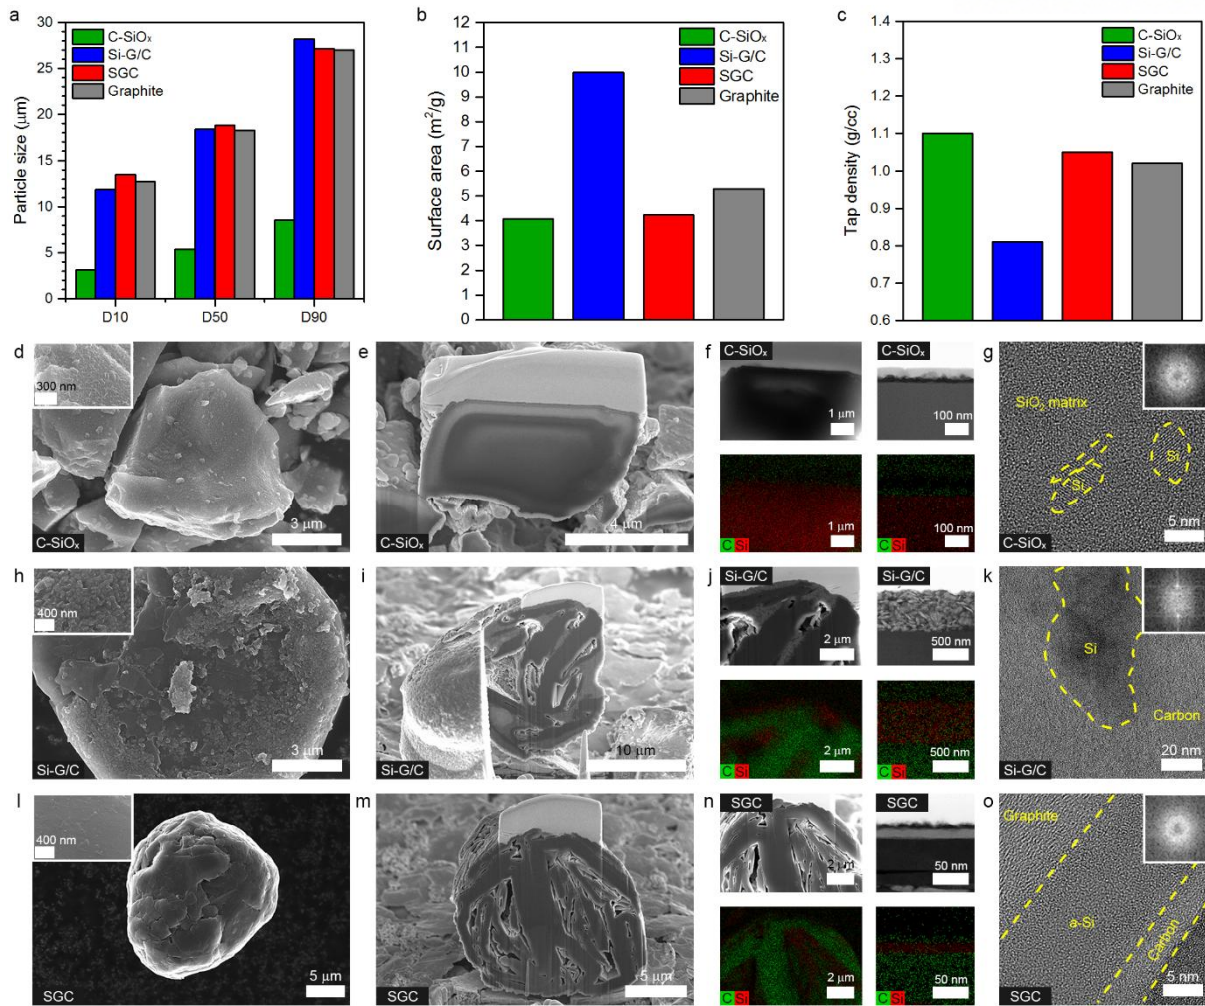 a
30
25
20
15
10
5
0
Particle size (μm)
D10
D50
D90
C-SiOₓ
Si-G/C
SGC
Graphite
b
12
11
10
9
8
7
6
5
4
3
2
1
0
Surface area (m²/g)
C-SiOₓ
Si-G/C
SGC
Graphite
c
1.4
1.3
1.2
1.1
1.0
0.9
0.8
0.7
0.6
Tap density (g/cc)
C-SiOₓ
Si-G/C
SGC
Graphite
d
300 nm
3 μm
C-SiOₓ
e
4 μm
C-SiOₓ
f
C-SiOₓ
1 μm
C-SiOₓ
100 nm
C Si
1 μm
C Si
100 nm
g
SiO₂ matrix
Si
Si
5 nm
C-SiOₓ
h
400 nm
3 μm
Si-G/C
i
10 μm
Si-G/C
j
Si-G/C
2 μm
Si-G/C
500 nm
C Si
2 μm
C Si
500 nm
k
Si
Carbon
20 nm
Si-G/C
l
400 nm
5 μm
SGC
m
5 μm
SGC
n
SGC
2 μm
SGC
50 nm
C Si
2 μm
C Si
50 nm
o
Graphite
a-Si
Carbon
5 nm
SGC